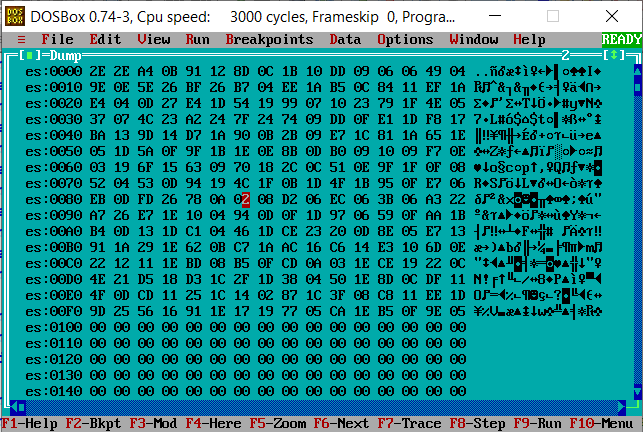 DOSBox 0.74-3, Cpu speed: 3000 cycles, Frameskip 0, Progra...
≡ File Edit View Run Breakpoints Data Options Window Help READY
[■]-Dump 2-[↕]
es:0000 2E 2E A4 0B 91 12 8D 0C 1B 10 DD 09 06 06 49 04
es:0010 9E 0E 5E 26 BF 26 B7 04 EE 1A B5 0C 84 11 EF 1A
es:0020 E4 04 0D 27 E4 1D 54 19 99 07 10 23 79 1F 4E 05
es:0030 37 07 4C 23 A2 24 7F 24 74 09 DD 0F E1 1D F8 17
es:0040 BA 13 9D 14 D7 1A 90 0B 2B 09 E7 1C 81 1A 65 1E
es:0050 05 1D 5A 0F 9F 1B 1E 0E 8B 0D B0 09 10 09 F7 0E
es:0060 03 19 6F 15 63 09 70 18 2C 0C 51 0E 9F 1F 0F 08
es:0070 52 04 53 0D 94 19 4C 1F 0B 1D 4F 1B 95 0F E7 06
es:0080 EB 0D FD 26 78 0A 02 08 D2 06 EC 06 3B 06 A3 22
es:0090 A7 26 E7 1E 10 04 94 0D 0F 1D 97 06 59 0F AA 1B
es:00A0 B4 0D 13 1D C1 04 46 1D CE 23 20 0D 8E 05 E7 13
es:00B0 91 1A 29 1E 62 0B C7 1A AC 16 C6 14 E3 10 6D 0E
es:00C0 22 12 11 1E BD 08 B5 0F CD 0A 03 1E CE 19 22 0C
es:00D0 4E 21 D5 18 D3 1C 2F 1D 38 04 50 1E 8D 0C DF 11
es:00E0 4F 0D CD 11 25 1C 14 02 87 1C 3F 08 C8 11 EE 1D
es:00F0 9D 25 56 16 91 1E 17 19 77 05 CA 1E B5 0F 9E 05
es:0100 00 00 00 00 00 00 00 00 00 00 00 00 00 00 00 00
es:0110 00 00 00 00 00 00 00 00 00 00 00 00 00 00 00 00
es:0120 00 00 00 00 00 00 00 00 00 00 00 00 00 00 00 00
es:0130 00 00 00 00 00 00 00 00 00 00 00 00 00 00 00 00
es:0140 00 00 00 00 00 00 00 00 00 00 00 00 00 00 00 00
F1-Help F2-Bkpt F3-Mod F4-Here F5-Zoom F6-Next F7-Trace F8-Step F9-Run F10-Menu